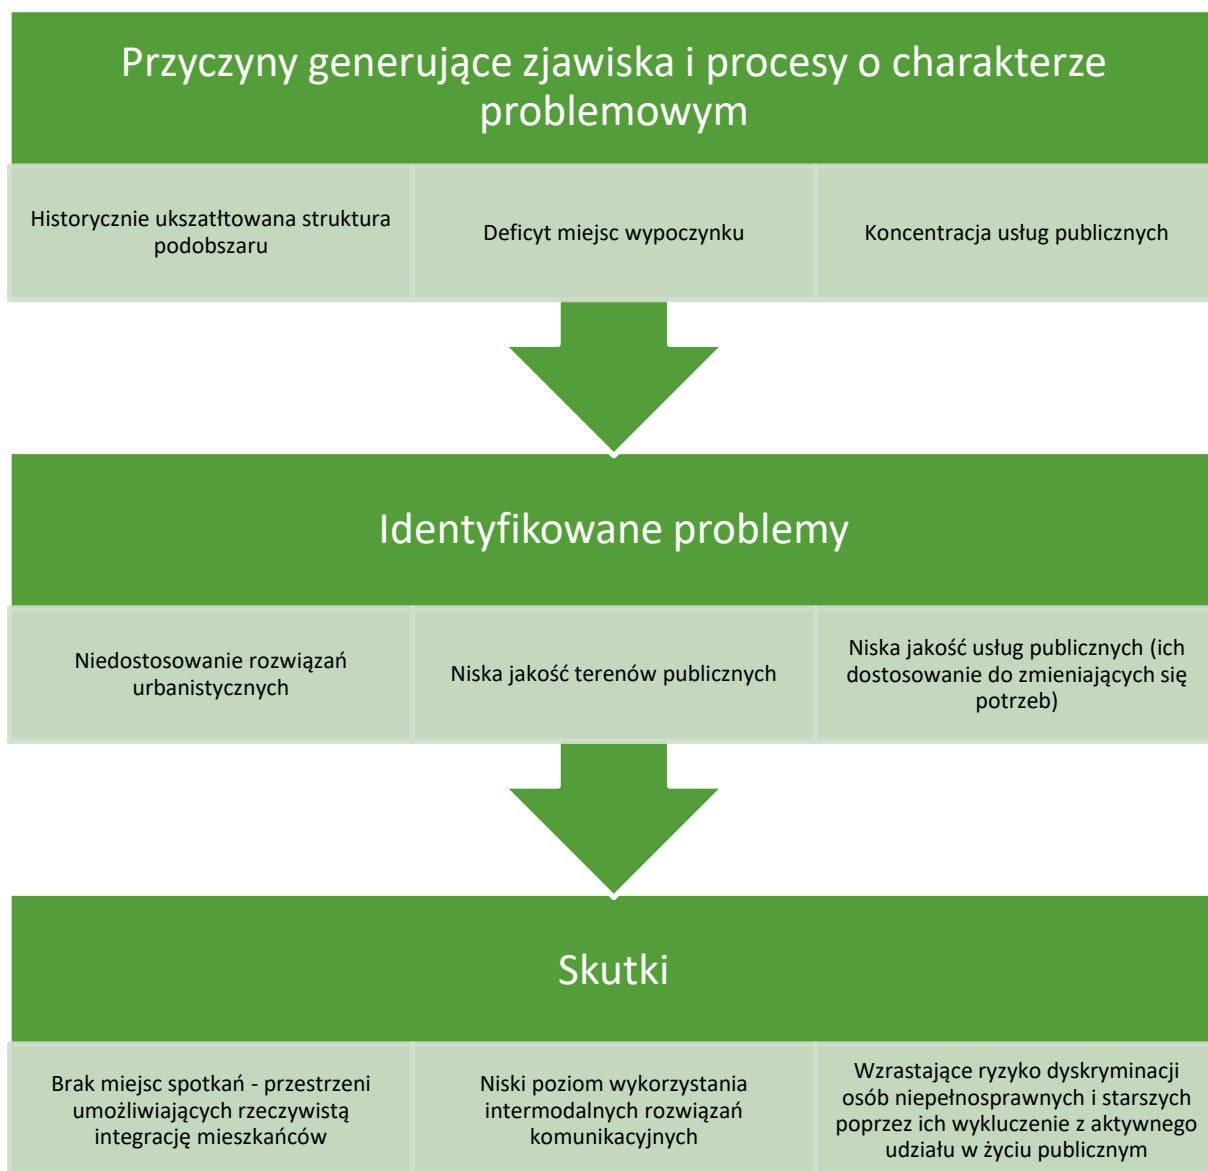 Przyczyny generujące zjawiska i procesy o charakterze
problemowym
Historycznie ukszatłtowana struktura
podobszaru
Deficyt miejsc wypoczynku
Koncentracja usług publicznych
Identyfikowane problemy
Niedostosowanie rozwiązań
urbanistycznych
Niska jakość terenów publicznych
Niska jakość usług publicznych (ich
dostosowanie do zmieniających się
potrzeb)
Skutki
Brak miejsc spotkań - przestrzeni
umożliwiających rzeczywistą
integrację mieszkańców
Niski poziom wykorzystania
intermodalnych rozwiązań
komunikacyjnych
Wzrastające ryzyko dyskryminacji
osób niepełnosprawnych i starszych
poprzez ich wykluczenie z aktywnego
udziału w życiu publicznym